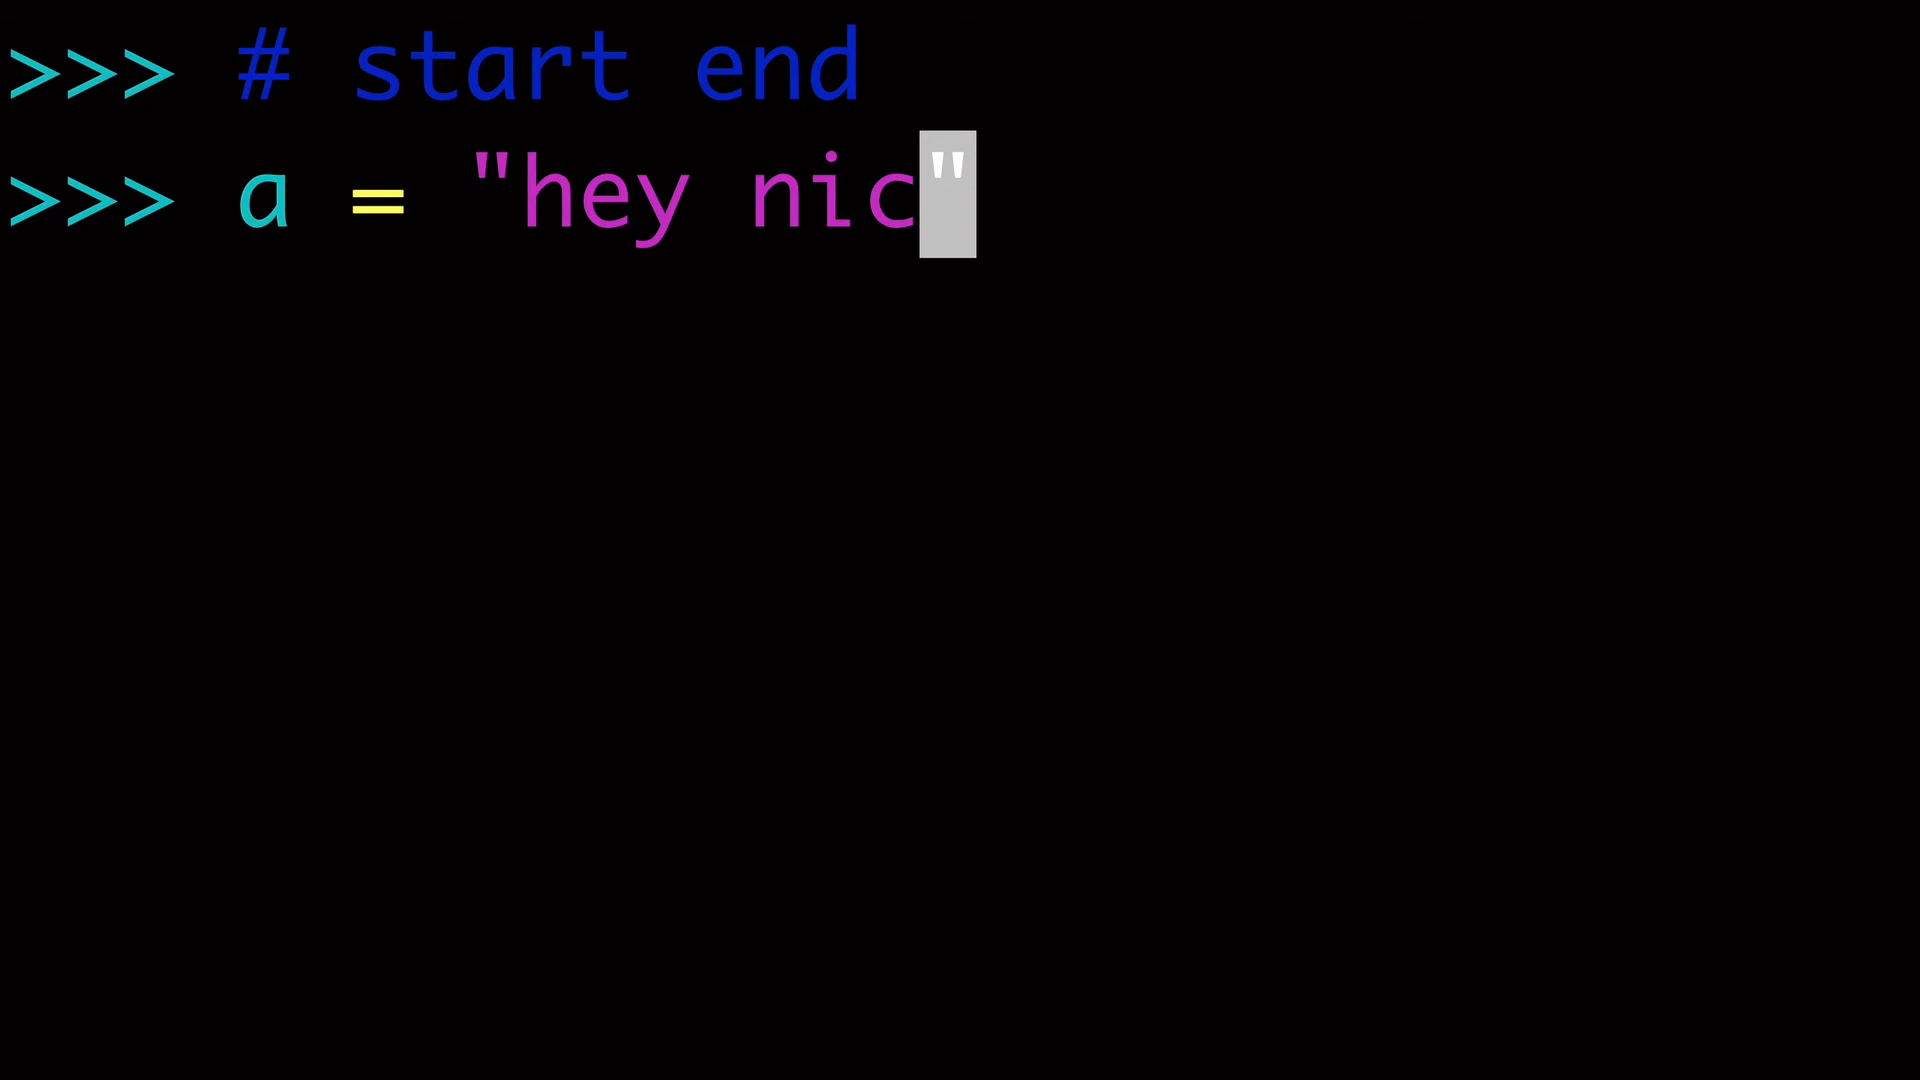 >>> # start end
>>> a = "hey nic"